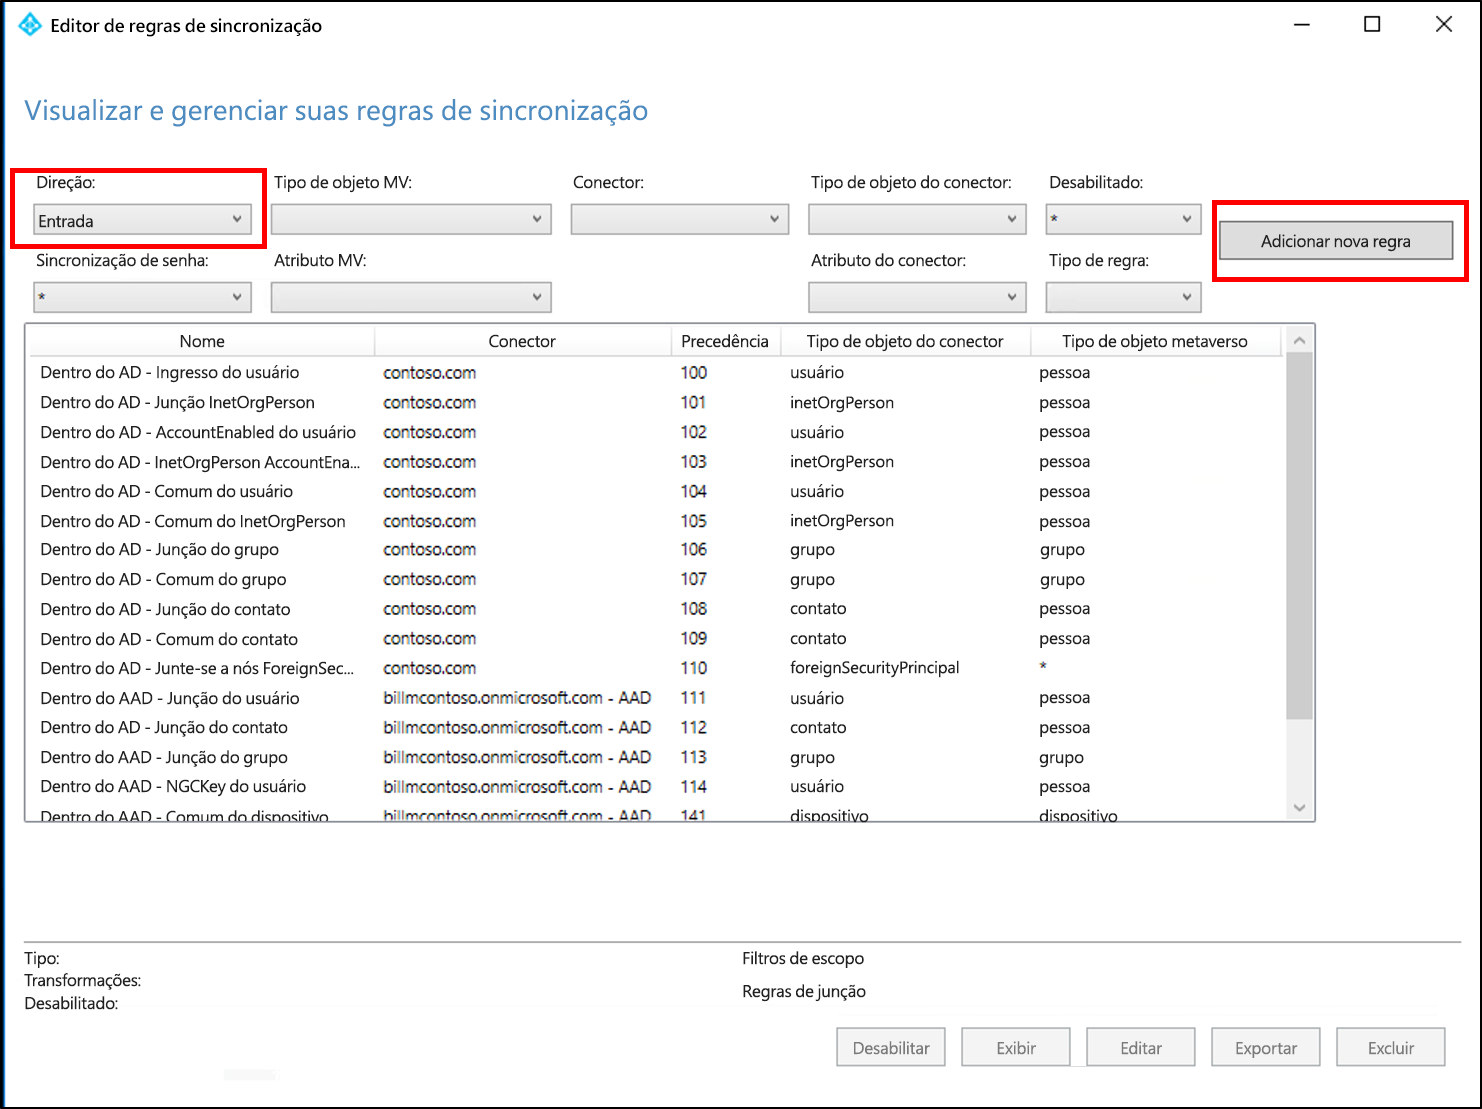 Editor de regras de sincronização
Visualizar e gerenciar suas regras de sincronização
Direção: Tipo de objeto MV: Conector: Tipo de objeto do conector: Desabilitado:
Entrada * Adicionar nova regra
Sincronização de senha: Atributo MV: Atributo do conector: Tipo de regra:
*
Nome Conector Precedência Tipo de objeto do conector Tipo de objeto metaverso
Dentro do AD - Ingresso do usuário contoso.com 100 usuário pessoa
Dentro do AD - Junção InetOrgPerson contoso.com 101 inetOrgPerson pessoa
Dentro do AD - AccountEnabled do usuário contoso.com 102 usuário pessoa
Dentro do AD - InetOrgPerson AccountEna... contoso.com 103 inetOrgPerson pessoa
Dentro do AD - Comum do usuário contoso.com 104 usuário pessoa
Dentro do AD - Comum do InetOrgPerson contoso.com 105 inetOrgPerson pessoa
Dentro do AD - Junção do grupo contoso.com 106 grupo grupo
Dentro do AD - Comum do grupo contoso.com 107 grupo grupo
Dentro do AD - Junção do contato contoso.com 108 contato pessoa
Dentro do AD - Comum do contato contoso.com 109 contato pessoa
Dentro do AD - Junte-se a nós ForeignSec... contoso.com 110 foreignSecurityPrincipal *
Dentro do AAD - Junção do usuário billmcontoso.onmicrosoft.com - AAD 111 usuário pessoa
Dentro do AD - Junção do contato billmcontoso.onmicrosoft.com - AAD 112 contato pessoa
Dentro do AAD - Junção do grupo billmcontoso.onmicrosoft.com - AAD 113 grupo grupo
Dentro do AAD - NGCKey do usuário billmcontoso.onmicrosoft.com - AAD 114 usuário pessoa
Dentro do AAD - Comum do dispositivo billmcontoso.onmicrosoft.com - AAD 141 dispositivo dispositivo
Tipo: Filtros de escopo
Transformações:
Regras de junção
Desabilitado:
Desabilitar Exibir Editar Exportar Excluir